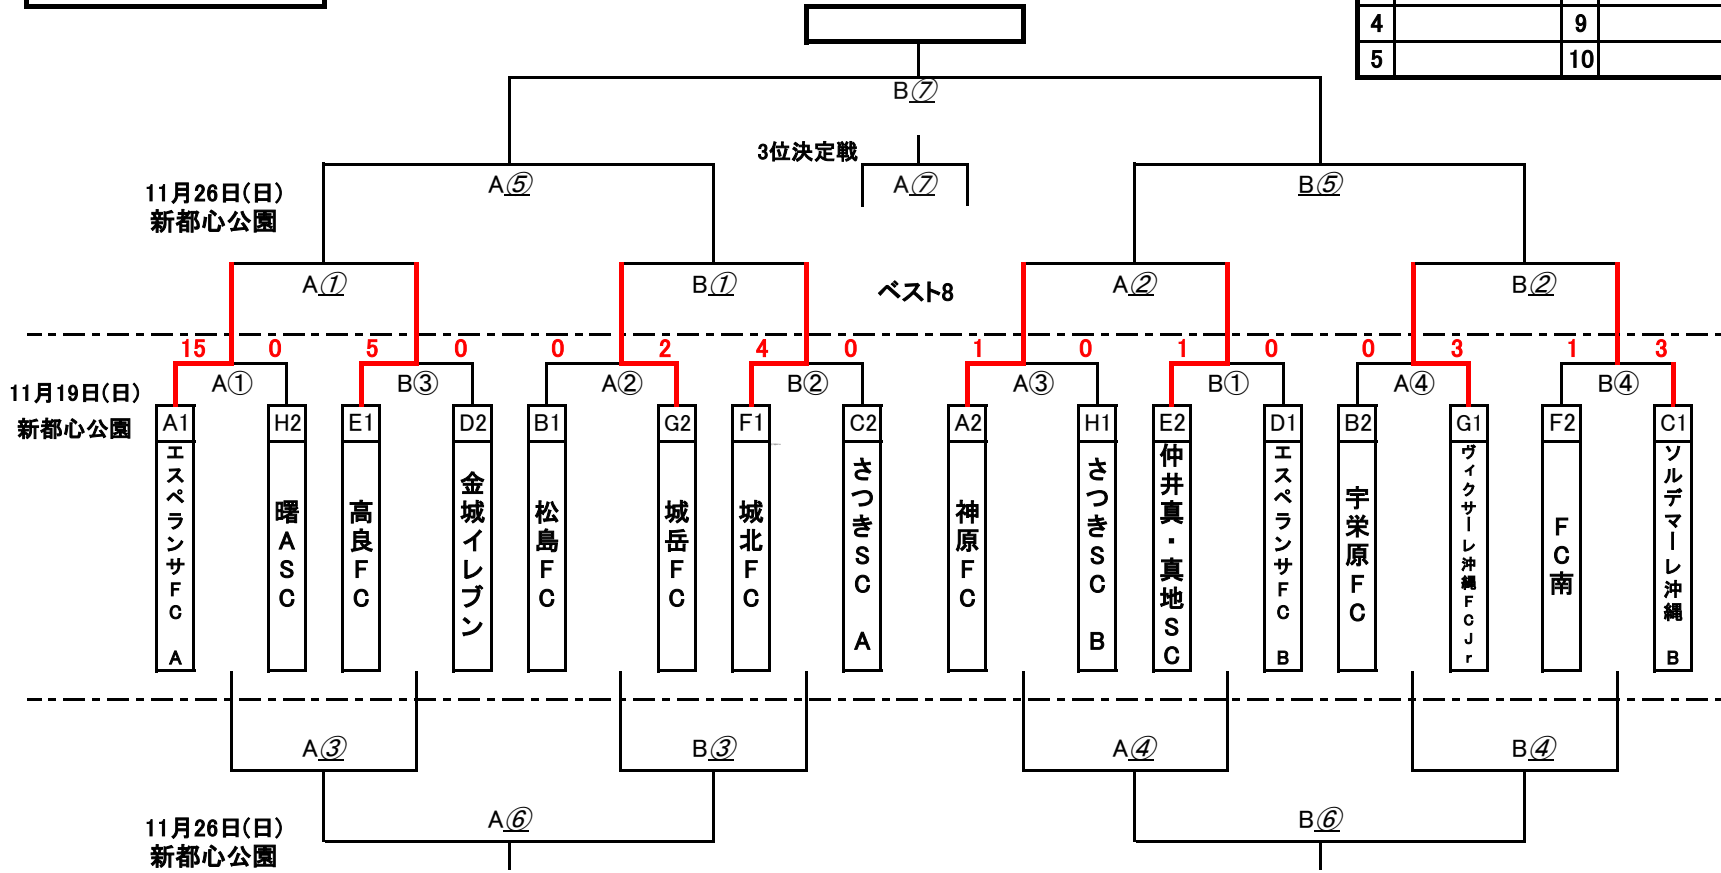 4 9
5 10
B⑦
3位決定戦
A⑤ A⑦ B⑤
11月26日(日)
新都心公園
A① B① A② B②
ベスト8
15 0 5 0 0 2 4 0 1 0 1 0 0 3 1 3
A① B③ A② B② A③ B① A④ B④
11月19日(日)
新都心公園
A1 H2 E1 D2 B1 G2 F1 C2 A2 H1 E2 D1 B2 G1 F2 C1
エスペランサFC A
曙ASC
高良FC
金城イレブン
松島FC
城岳FC
城北FC
さつきSC A
神原FC
さつきSC B
仲井真・真地SC
エスペランサFC B
宇栄原FC
ヴィクサーレ沖縄FCJr
FC南
ソルデマーレ沖縄 B
A③ B③ A④ B④
A⑥ B⑥
11月26日(日)
新都心公園